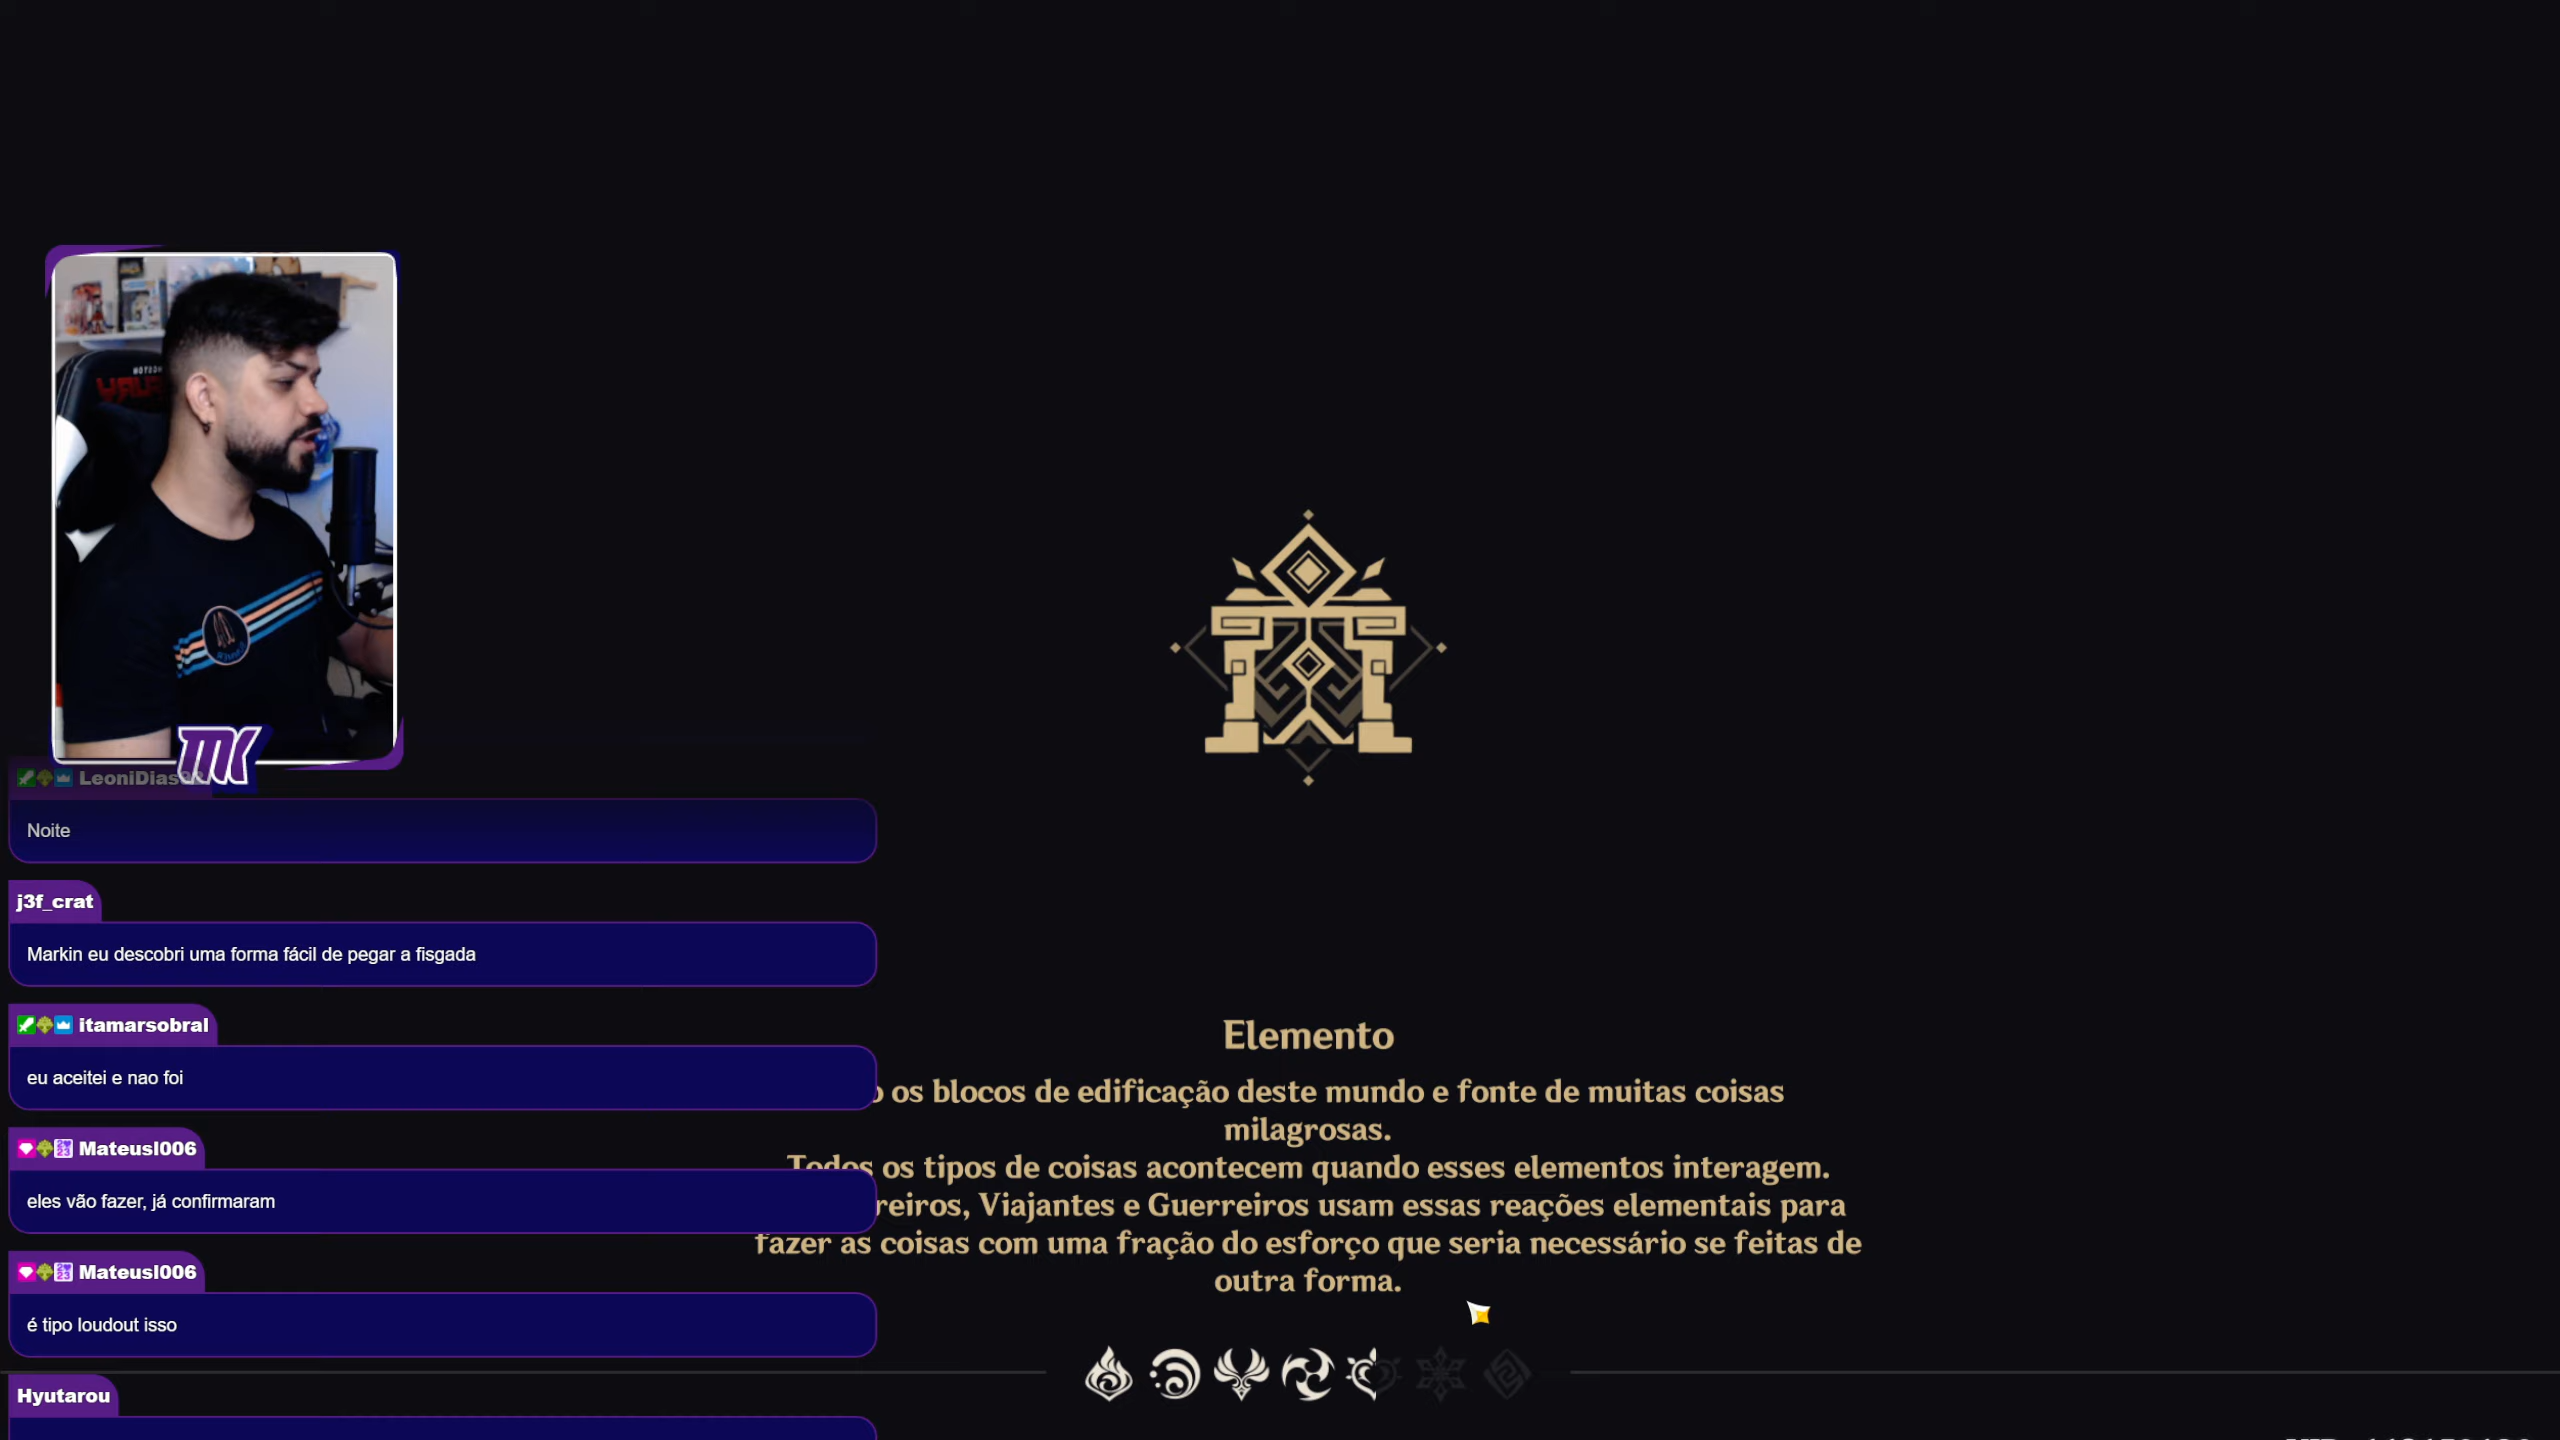 MK
Noite
j3f_crat
Markin eu descobri uma forma fácil de pegar a fisgada
itamarsobral
eu aceitei e nao foi
Mateusl006
eles vão fazer, já confirmaram
Mateusl006
é tipo loudout isso
Hyutarou
Elemento
os blocos de edificação deste mundo e fonte de muitas coisas
milagrosas.
Todos os tipos de coisas acontecem quando esses elementos interagem.
reiros, Viajantes e Guerreiros usam essas reações elementais para
fazer as coisas com uma fração do esforço que seria necessário se feitas de
outra forma.